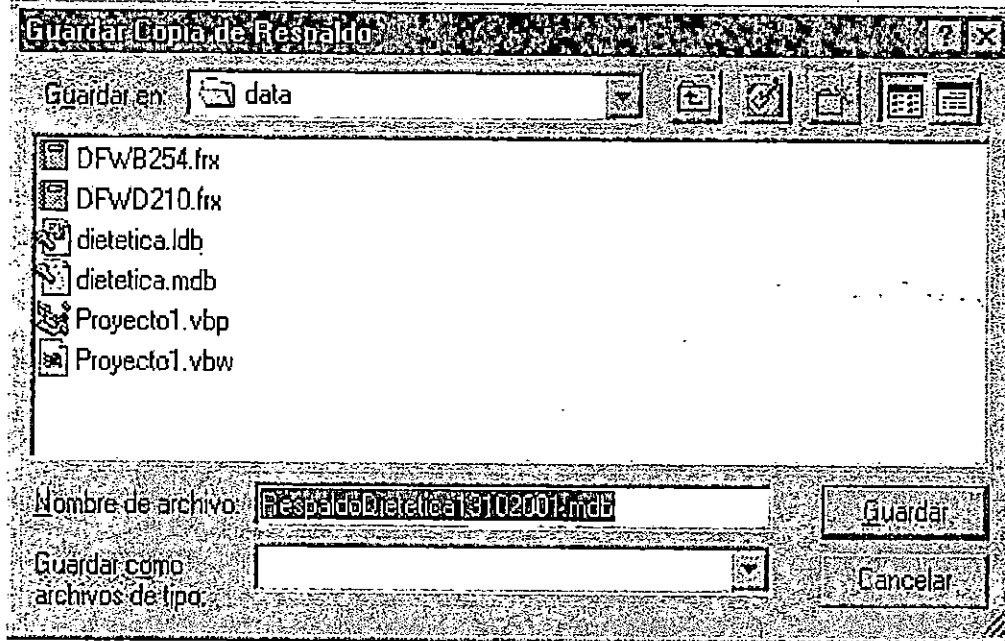 Guardar Copia de Respaldo
Guardar en: data
DFWB254.frx
DFWD210.frx
dietetica.ldb
dietetica.mdb
Proyecto1.vbp
Proyecto1.vbw
Nombre de archivo: RespaldoDietetica13102001.mdb
Guardar
Guardar como
archivos de tipo:
Cancelar